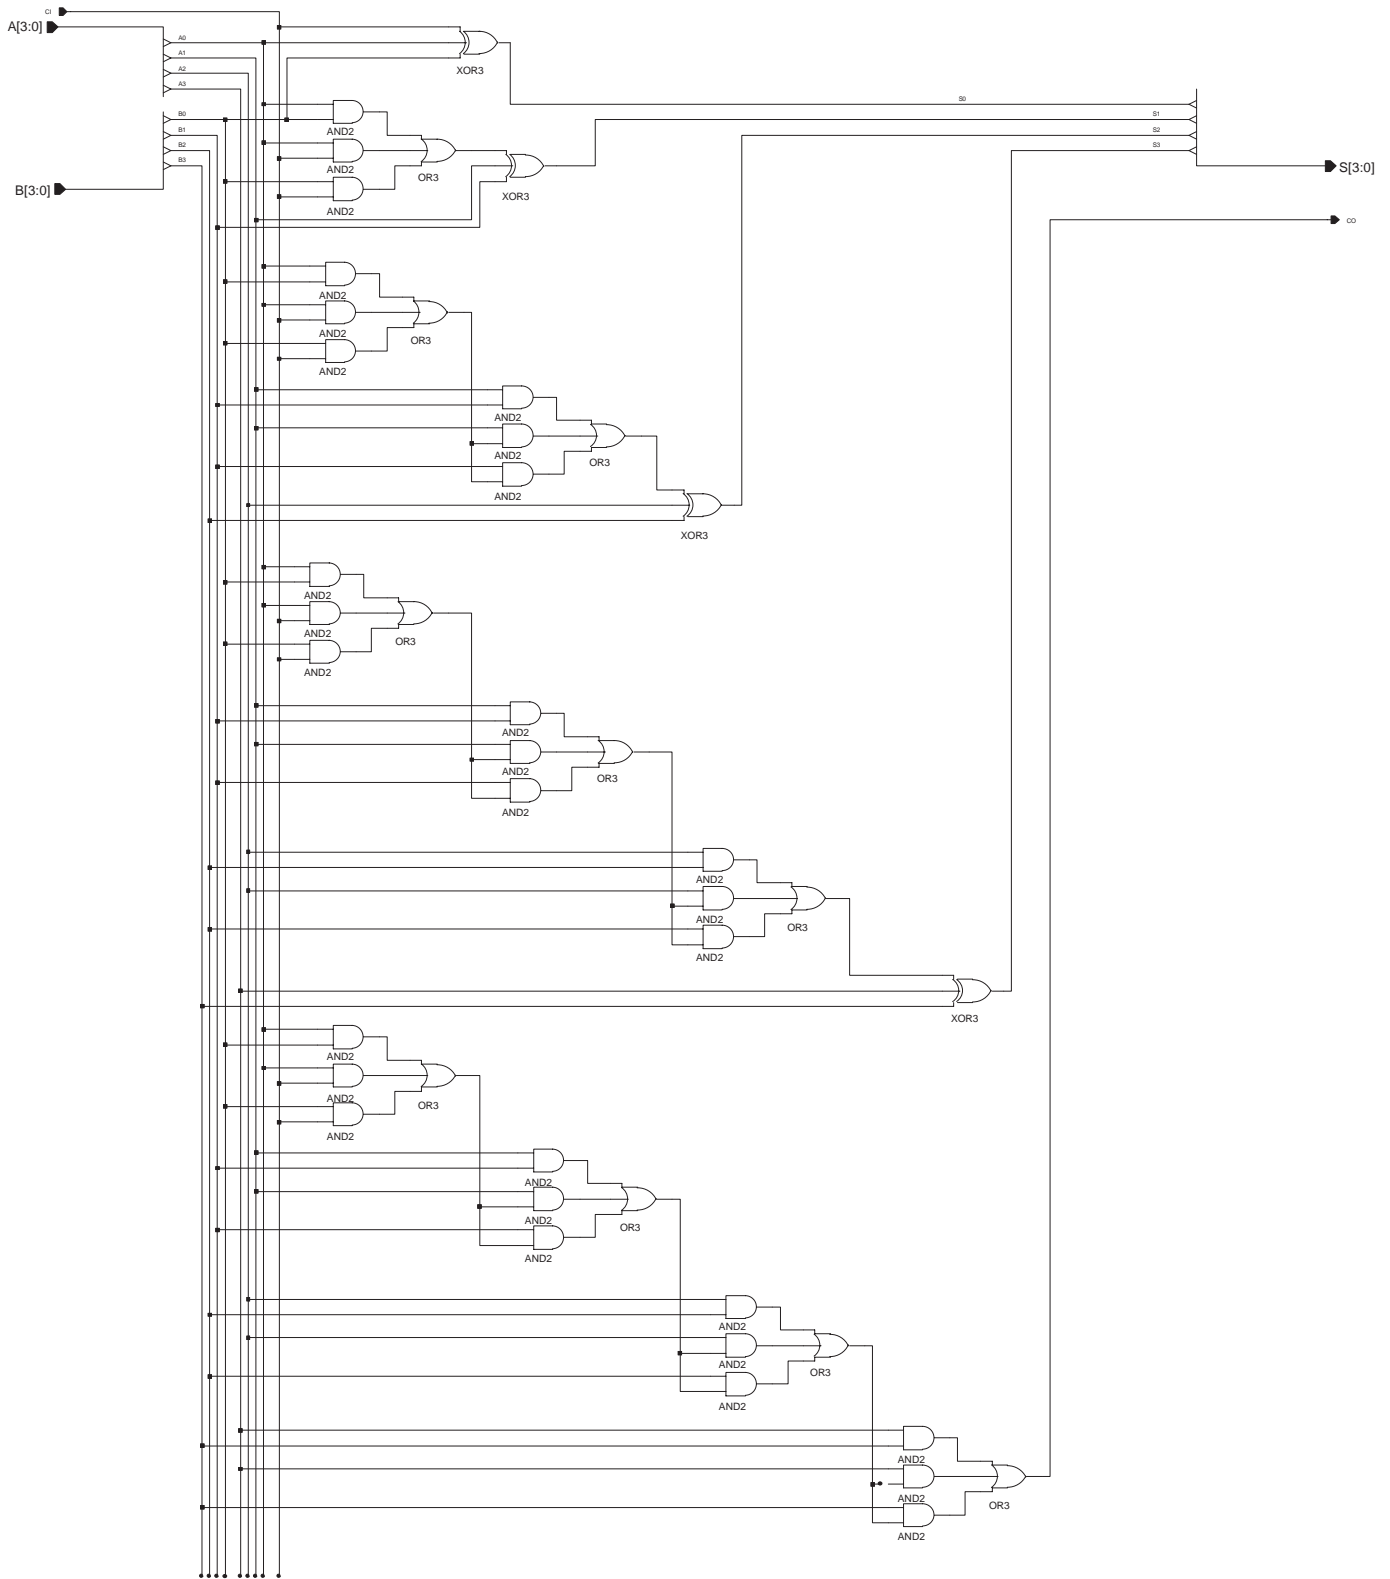 CI
A[3:0]
A0
A1
A2
A3
XOR3
S0
B0
B1
B2
B3
B[3:0]
AND2
AND2
AND2
OR3
XOR3
S1
S2
S3
S[3:0]
CO
AND2
AND2
AND2
OR3
AND2
AND2
AND2
OR3
XOR3
AND2
AND2
AND2
OR3
AND2
AND2
AND2
OR3
AND2
AND2
AND2
OR3
XOR3
AND2
AND2
AND2
OR3
AND2
AND2
AND2
OR3
AND2
AND2
AND2
OR3
AND2
AND2
AND2
OR3